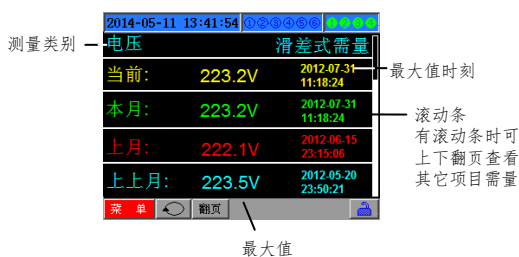 2014-05-11 13:41:54 ①②③④⑤⑥ ①②③④
测量类别
电压 滑差式需量
当前: 223.2V 2012-07-31 11:18:24
最大值时刻
本月: 223.2V 2012-07-31 11:18:24
滚动条
有滚动条时可
上下翻页查看
其它项目需量
上月: 222.1V 2012-06-15 23:15:06
上上月: 223.5V 2012-05-20 23:50:21
菜 单 翻页
最大值